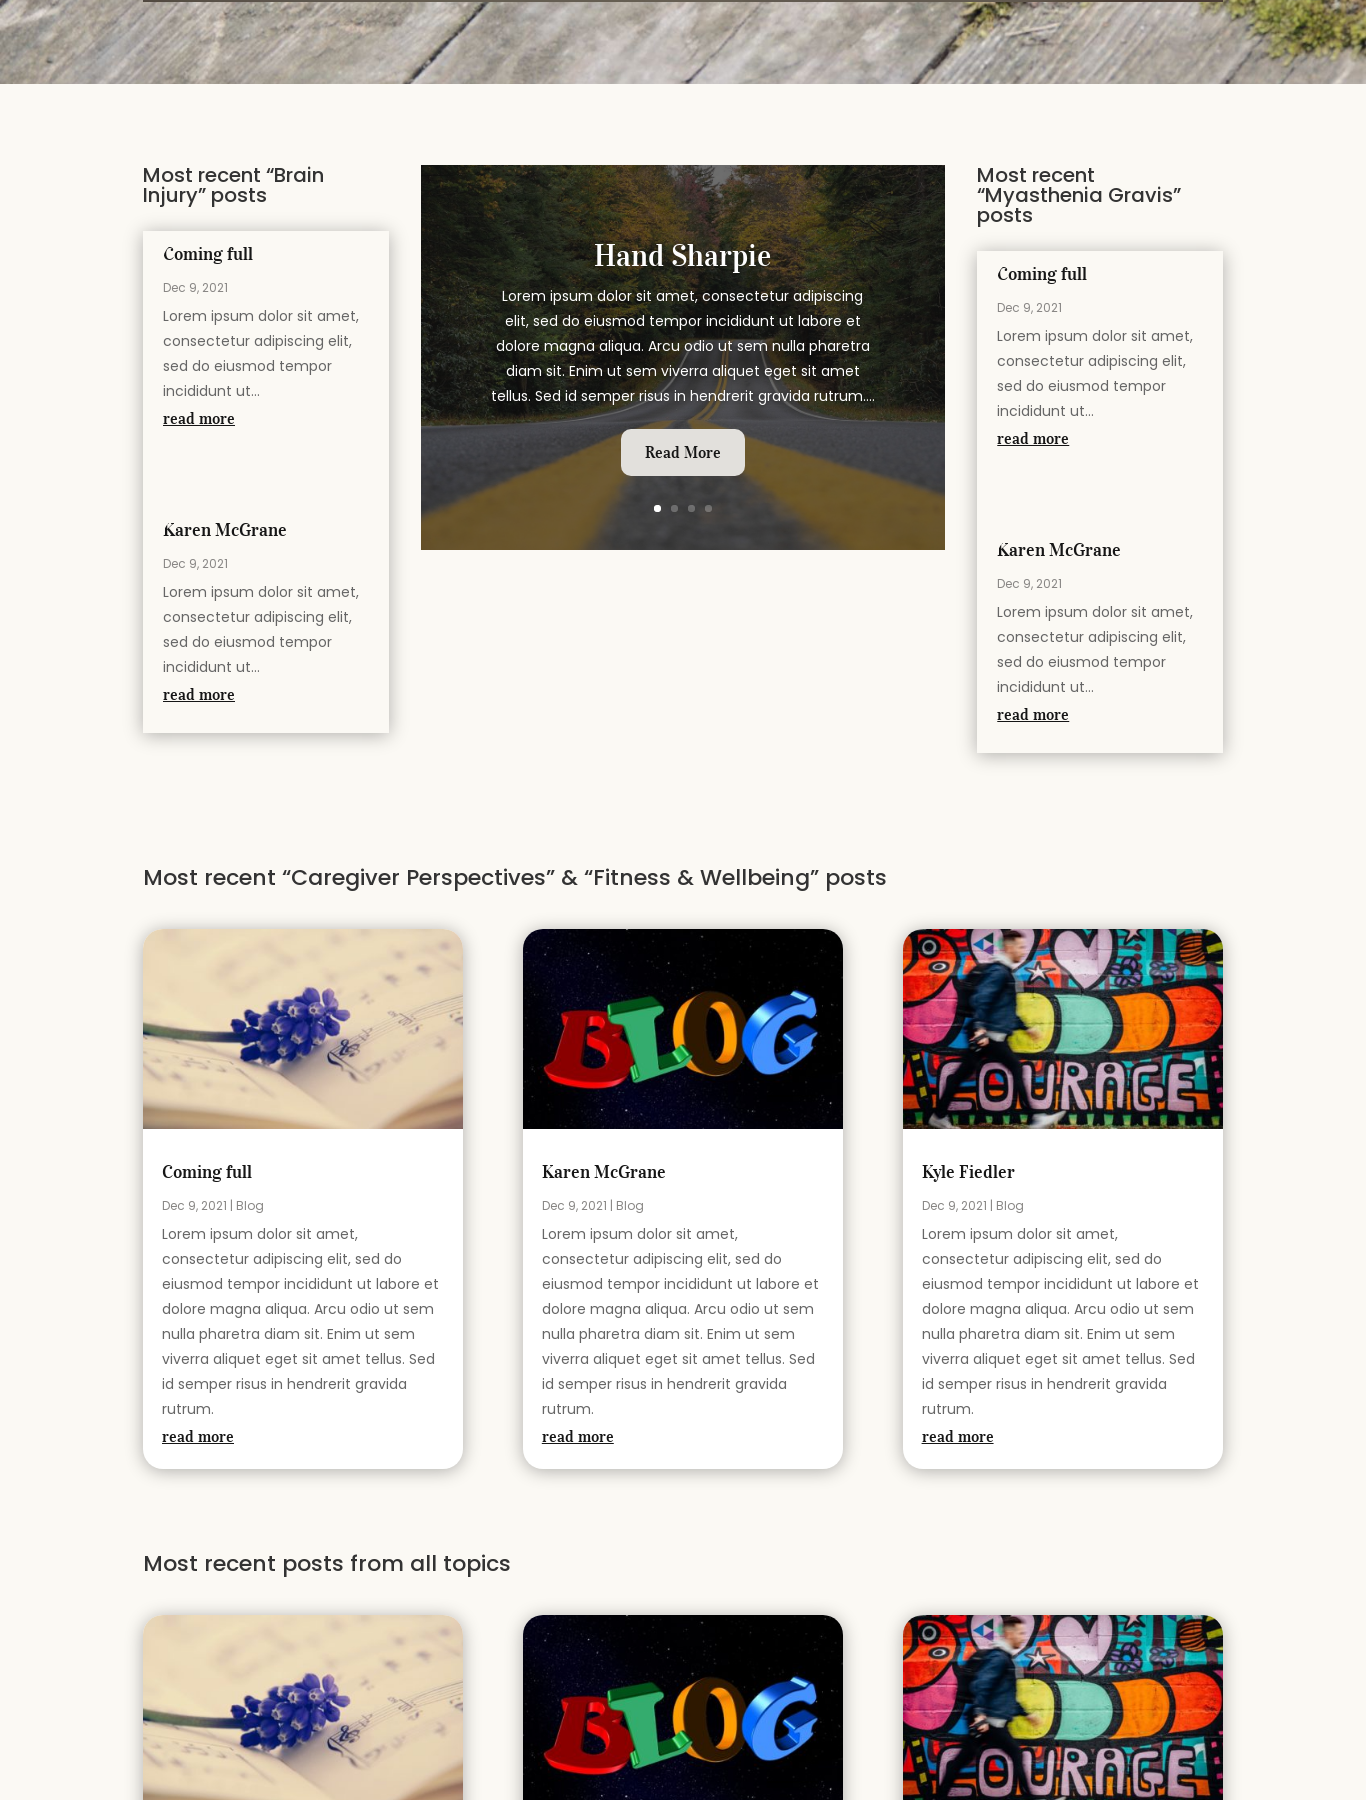 Most recent “Brain
Injury” posts
Coming full
Dec 9, 2021
Lorem ipsum dolor sit amet,
consectetur adipiscing elit,
sed do eiusmod tempor
incididunt ut...
read more
Karen McGrane
Dec 9, 2021
Lorem ipsum dolor sit amet,
consectetur adipiscing elit,
sed do eiusmod tempor
incididunt ut...
read more
Hand Sharpie
Lorem ipsum dolor sit amet, consectetur adipiscing
elit, sed do eiusmod tempor incididunt ut labore et
dolore magna aliqua. Arcu odio ut sem nulla pharetra
diam sit. Enim ut sem viverra aliquet eget sit amet
tellus. Sed id semper risus in hendrerit gravida rutrum....
Read More
Most recent
“Myasthenia Gravis”
posts
Coming full
Dec 9, 2021
Lorem ipsum dolor sit amet,
consectetur adipiscing elit,
sed do eiusmod tempor
incididunt ut...
read more
Karen McGrane
Dec 9, 2021
Lorem ipsum dolor sit amet,
consectetur adipiscing elit,
sed do eiusmod tempor
incididunt ut...
read more
Most recent “Caregiver Perspectives” & “Fitness & Wellbeing” posts
Coming full
Dec 9, 2021 | Blog
Lorem ipsum dolor sit amet,
consectetur adipiscing elit, sed do
eiusmod tempor incididunt ut labore et
dolore magna aliqua. Arcu odio ut sem
nulla pharetra diam sit. Enim ut sem
viverra aliquet eget sit amet tellus. Sed
id semper risus in hendrerit gravida
rutrum.
read more
BLOG
Karen McGrane
Dec 9, 2021 | Blog
Lorem ipsum dolor sit amet,
consectetur adipiscing elit, sed do
eiusmod tempor incididunt ut labore et
dolore magna aliqua. Arcu odio ut sem
nulla pharetra diam sit. Enim ut sem
viverra aliquet eget sit amet tellus. Sed
id semper risus in hendrerit gravida
rutrum.
read more
COURAGE
Kyle Fiedler
Dec 9, 2021 | Blog
Lorem ipsum dolor sit amet,
consectetur adipiscing elit, sed do
eiusmod tempor incididunt ut labore et
dolore magna aliqua. Arcu odio ut sem
nulla pharetra diam sit. Enim ut sem
viverra aliquet eget sit amet tellus. Sed
id semper risus in hendrerit gravida
rutrum.
read more
Most recent posts from all topics
BLOG
COURAGE